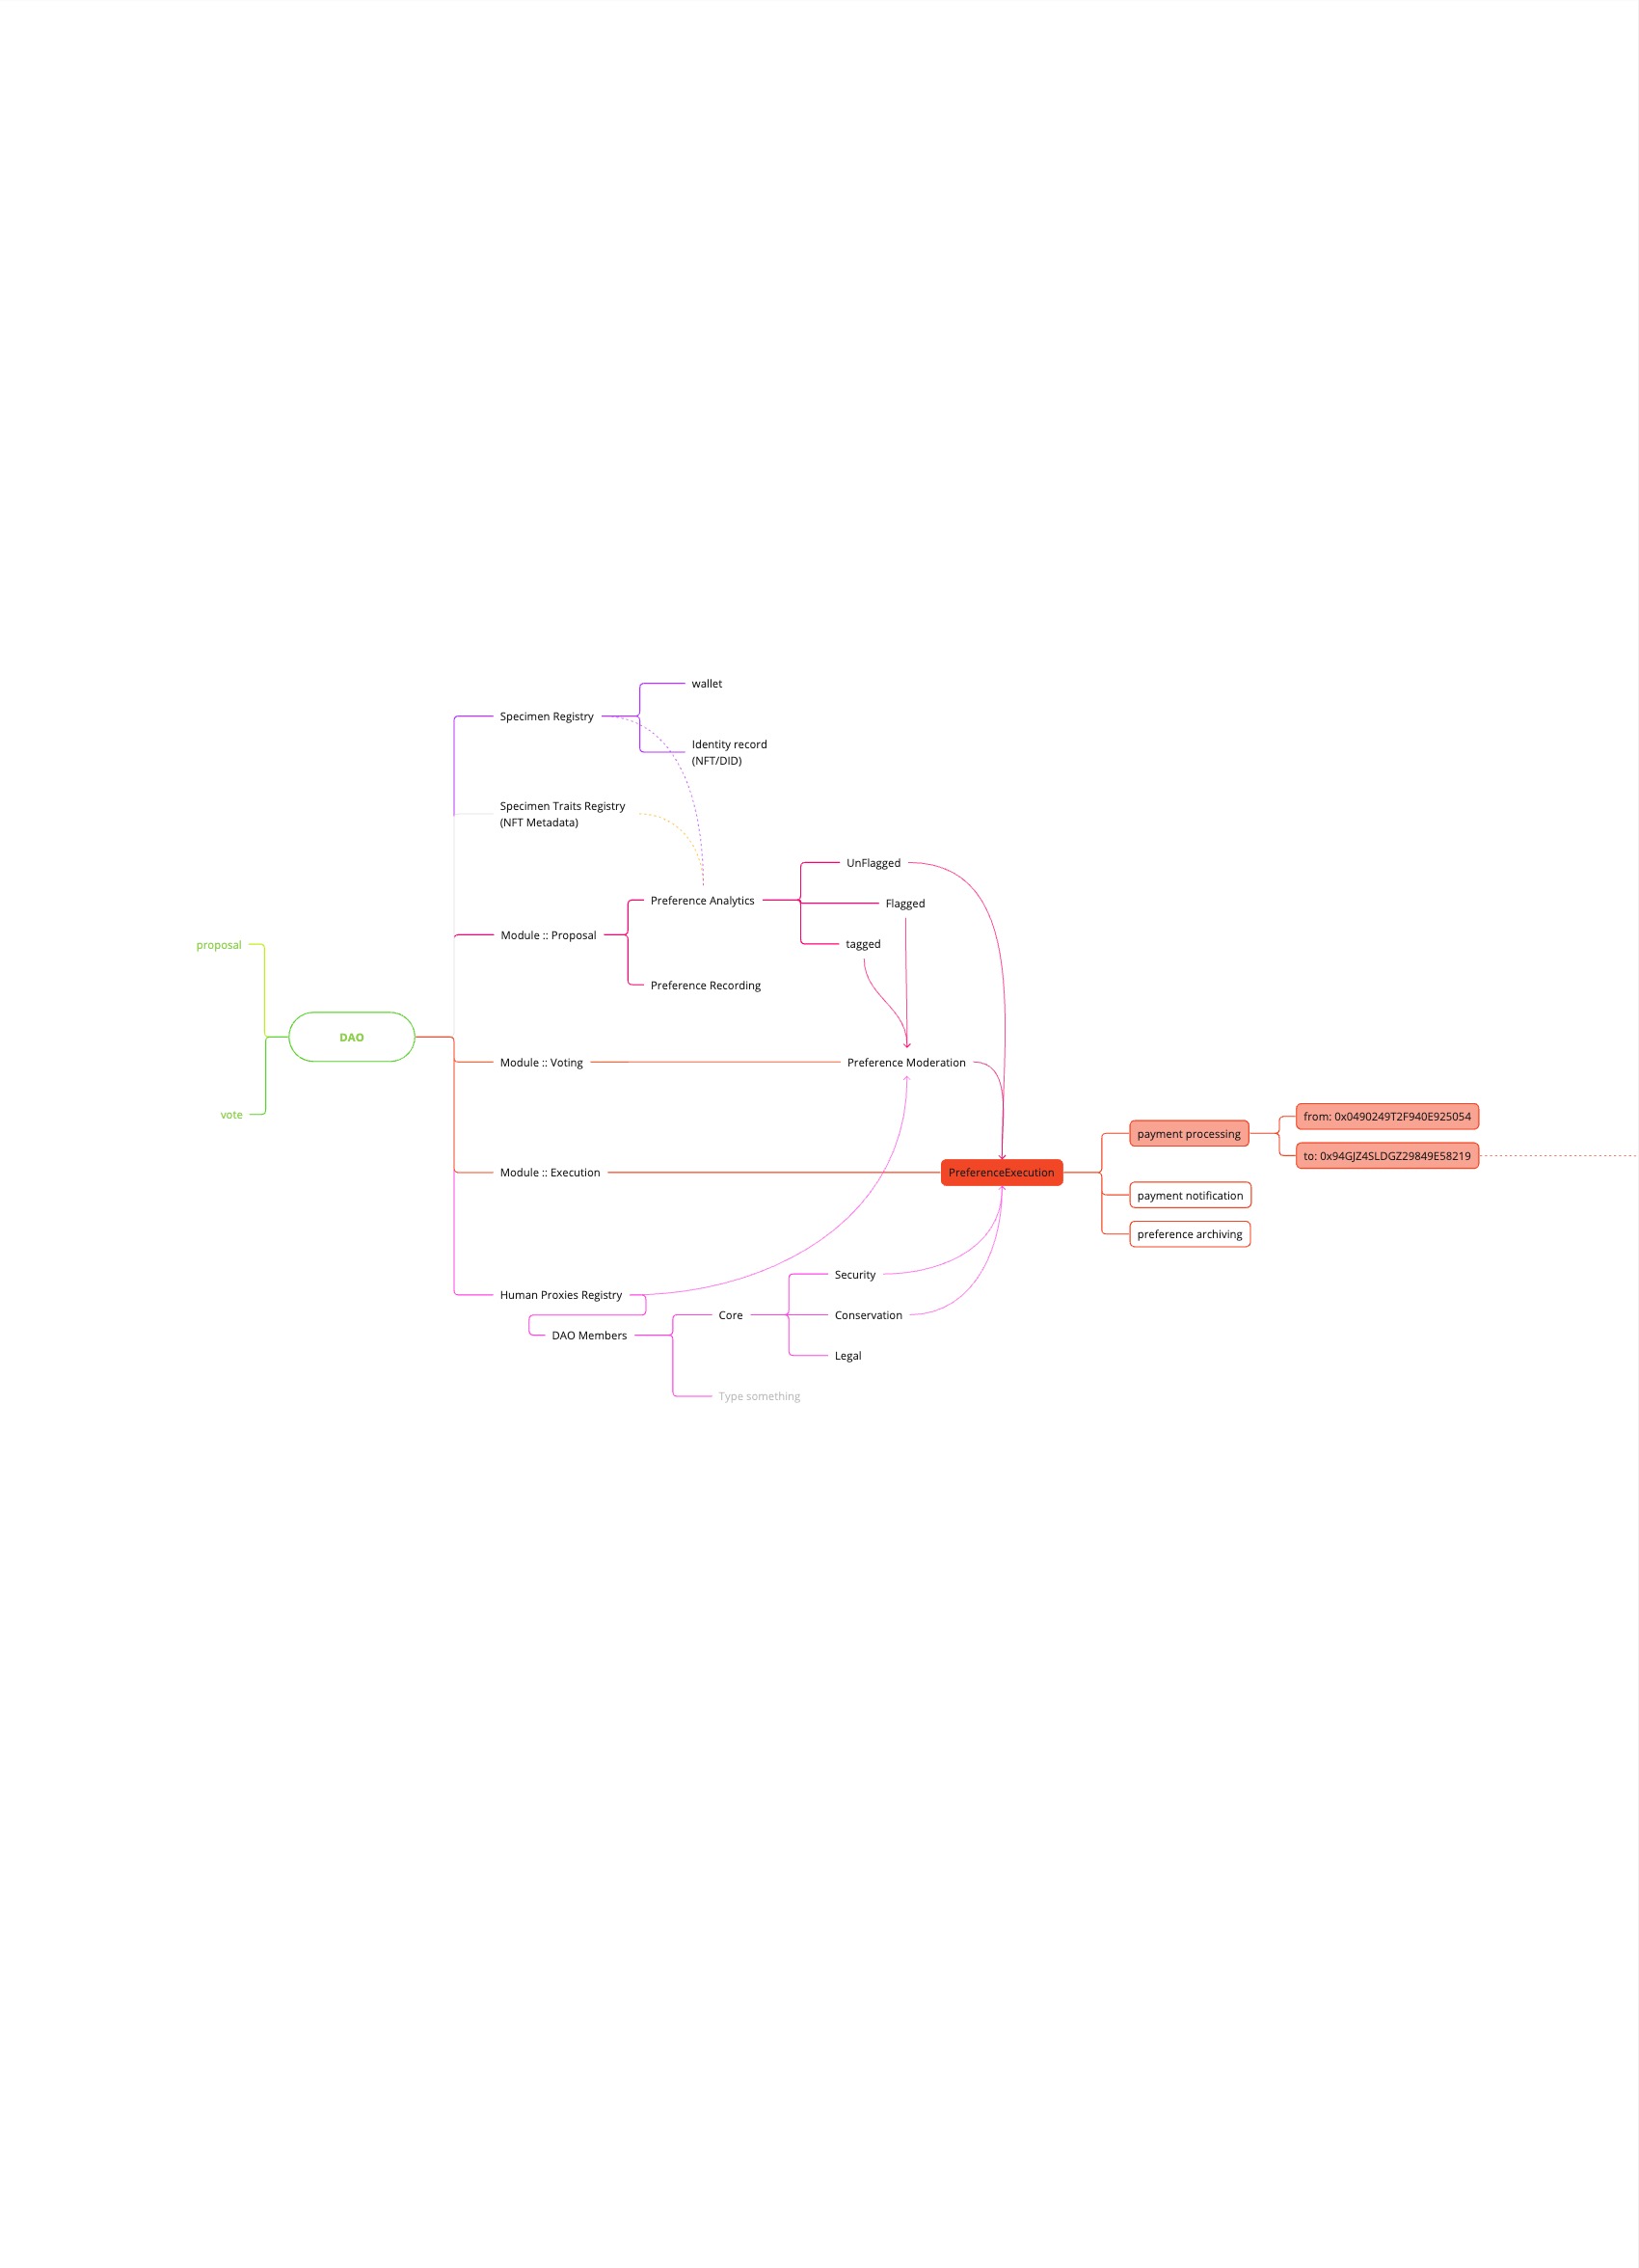 wallet
Specimen Registry
Identity record
(NFT/DID)
Specimen Traits Registry
(NFT Metadata)
UnFlagged
Preference Analytics
Flagged
Module :: Proposal
tagged
proposal
Preference Recording
DAO
Module :: Voting
Preference Moderation
vote
from: 0x0490249T2F940E925054
payment processing
to: 0x94GJZ4SLDGZ29849E58219
Module :: Execution
PreferenceExecution
payment notification
preference archiving
Security
Human Proxies Registry
Core
Conservation
DAO Members
Legal
Type something